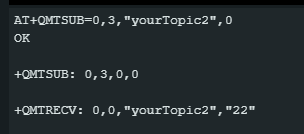 AT+QMTSUB=0,3,"yourTopic2",0
OK
+QMTSUB: 0,3,0,0
+QMTRECV: 0,0,"yourTopic2","22"